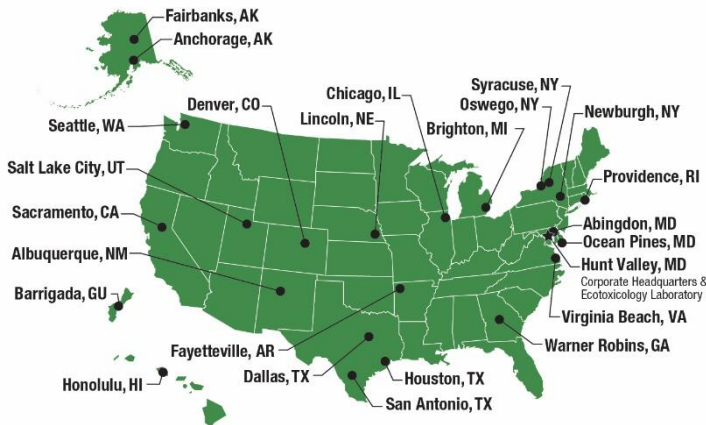 Fairbanks, AK
Anchorage, AK
Seattle, WA
Denver, CO
Chicago, IL
Lincoln, NE
Syracuse, NY
Oswego, NY
Brighton, MI
Newburgh, NY
Salt Lake City, UT
Providence, RI
Sacramento, CA
Abingdon, MD
Ocean Pines, MD
Albuquerque, NM
Hunt Valley, MD
Corporate Headquarters &
Ecotoxicology Laboratory
Barrigada, GU
Virginia Beach, VA
Fayetteville, AR
Warner Robins, GA
Dallas, TX
Houston, TX
Honolulu, HI
San Antonio, TX